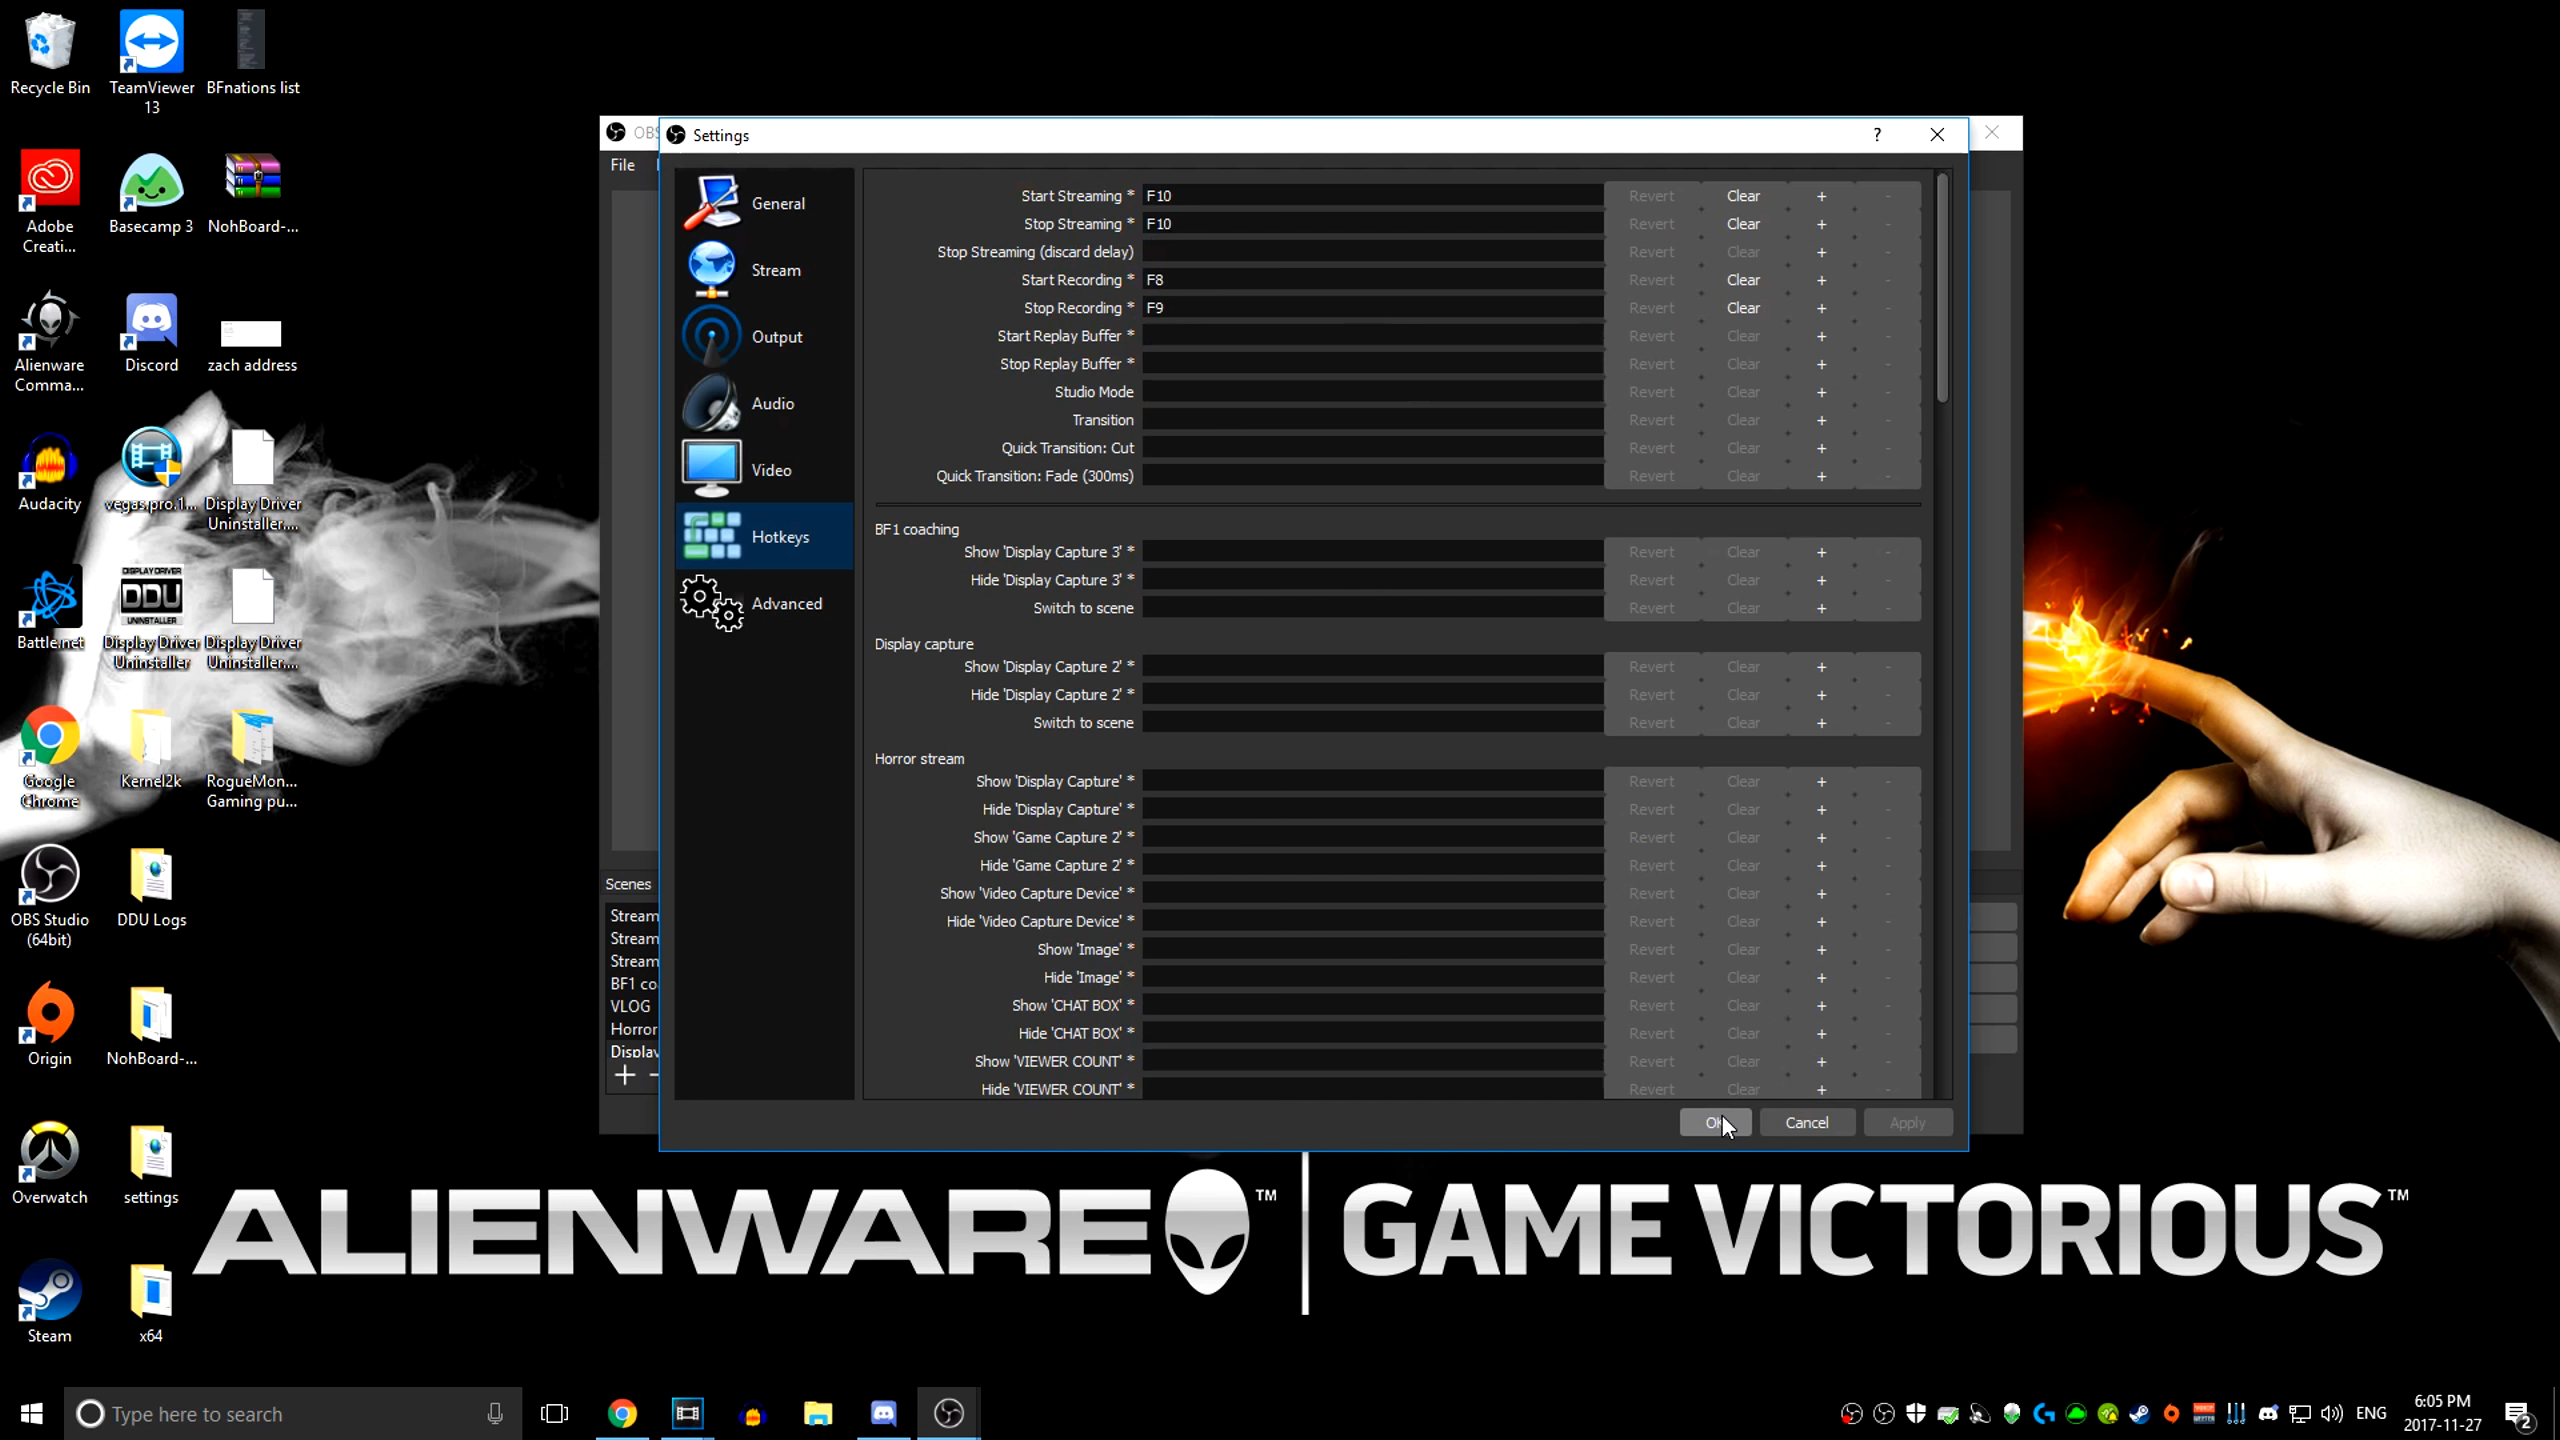 Recycle Bin
TeamViewer
13
BFnations list
Adobe
Creati...
Basecamp 3
NohBoard-...
Alienware
Comma...
Discord
zach address
Audacity
vegas.pro.1...
Display Driver
Uninstaller....
Battle.net
DISPLAY DRIVER
DDU
UNINSTALLER
Display Driver
Uninstaller
Display Driver
Uninstaller....
Google
Chrome
Kernel2k
RogueMon...
Gaming pu...
OBS Studio
(64bit)
DDU Logs
Origin
NohBoard-...
Overwatch
settings
Steam
x64
OBS
File
Scenes
Stream
Stream
Stream
BF1 co
VLOG
Horror
Display
Settings
?
General
Stream
Output
Audio
Video
Hotkeys
Advanced
Start Streaming * F10 Revert Clear + -
Stop Streaming * F10 Revert Clear + -
Stop Streaming (discard delay) Revert Clear + -
Start Recording * F8 Revert Clear + -
Stop Recording * F9 Revert Clear + -
Start Replay Buffer * Revert Clear + -
Stop Replay Buffer * Revert Clear + -
Studio Mode Revert Clear + -
Transition Revert Clear + -
Quick Transition: Cut Revert Clear + -
Quick Transition: Fade (300ms) Revert Clear + -
BF1 coaching
Show 'Display Capture 3' * Revert Clear + -
Hide 'Display Capture 3' * Revert Clear + -
Switch to scene Revert Clear + -
Display capture
Show 'Display Capture 2' * Revert Clear + -
Hide 'Display Capture 2' * Revert Clear + -
Switch to scene Revert Clear + -
Horror stream
Show 'Display Capture' * Revert Clear + -
Hide 'Display Capture' * Revert Clear + -
Show 'Game Capture 2' * Revert Clear + -
Hide 'Game Capture 2' * Revert Clear + -
Show 'Video Capture Device' * Revert Clear + -
Hide 'Video Capture Device' * Revert Clear + -
Show 'Image' * Revert Clear + -
Hide 'Image' * Revert Clear + -
Show 'CHAT BOX' * Revert Clear + -
Hide 'CHAT BOX' * Revert Clear + -
Show 'VIEWER COUNT' * Revert Clear + -
Hide 'VIEWER COUNT' * Revert Clear + -
OK Cancel Apply
ALIENWARE™ | GAME VICTORIOUS™
Type here to search
ENG
6:05 PM
2017-11-27
2